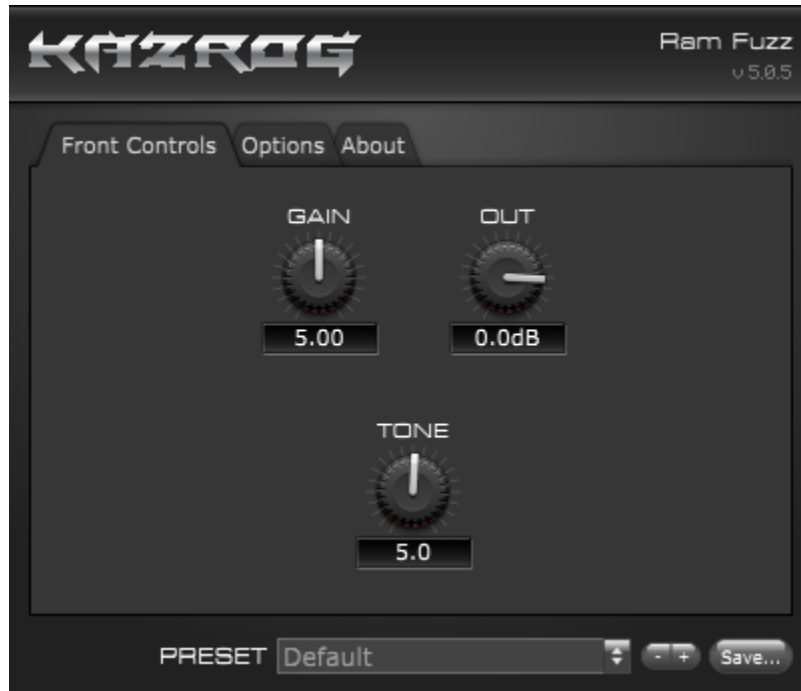 KAZROG
Ram Fuzz
v 5.0.5
Front Controls Options About
GAIN OUT
5.00 0.0dB
TONE
5.0
PRESET Default - + Save...